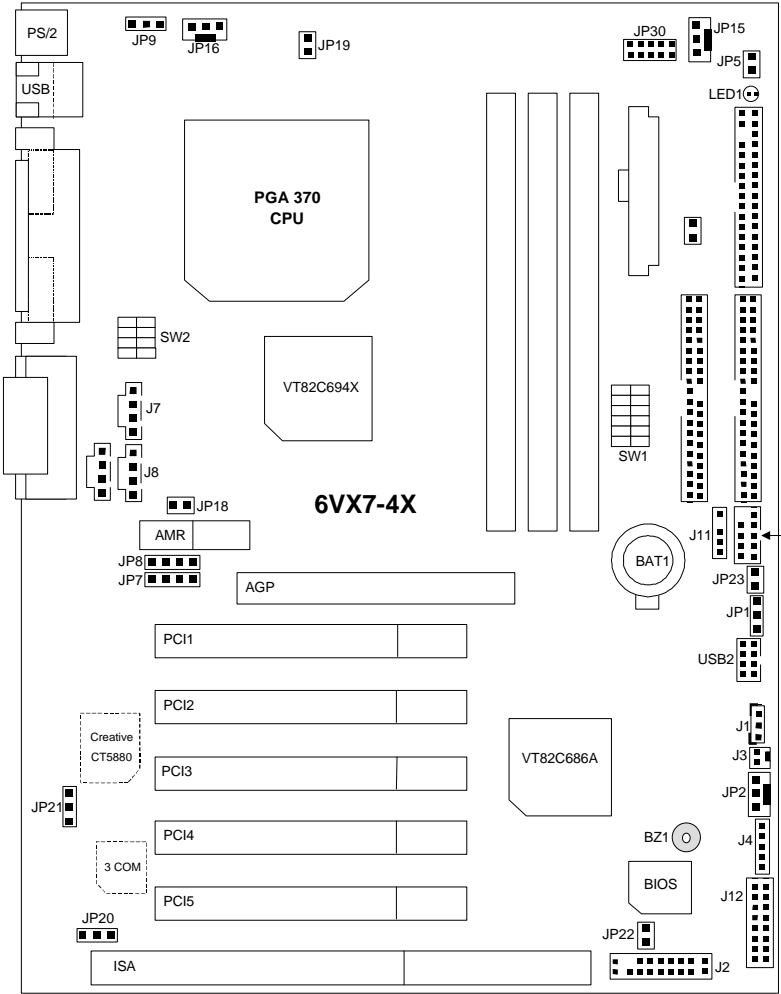 PS/2
JP9
JP16
JP19
JP30
JP15
JP5
USB
LED1
PGA 370
CPU
SW2
VT82C694X
J7
SW1
J8
6VX7-4X
JP18
AMR
J11
JP8
BAT1
JP7
AGP
JP23
JP1
PCI1
USB2
PCI2
Creative
CT5880
J1
VT82C686A
J3
PCI3
JP2
JP21
PCI4
BZ1
J4
3 COM
BIOS
J12
PCI5
JP20
JP22
ISA
J2